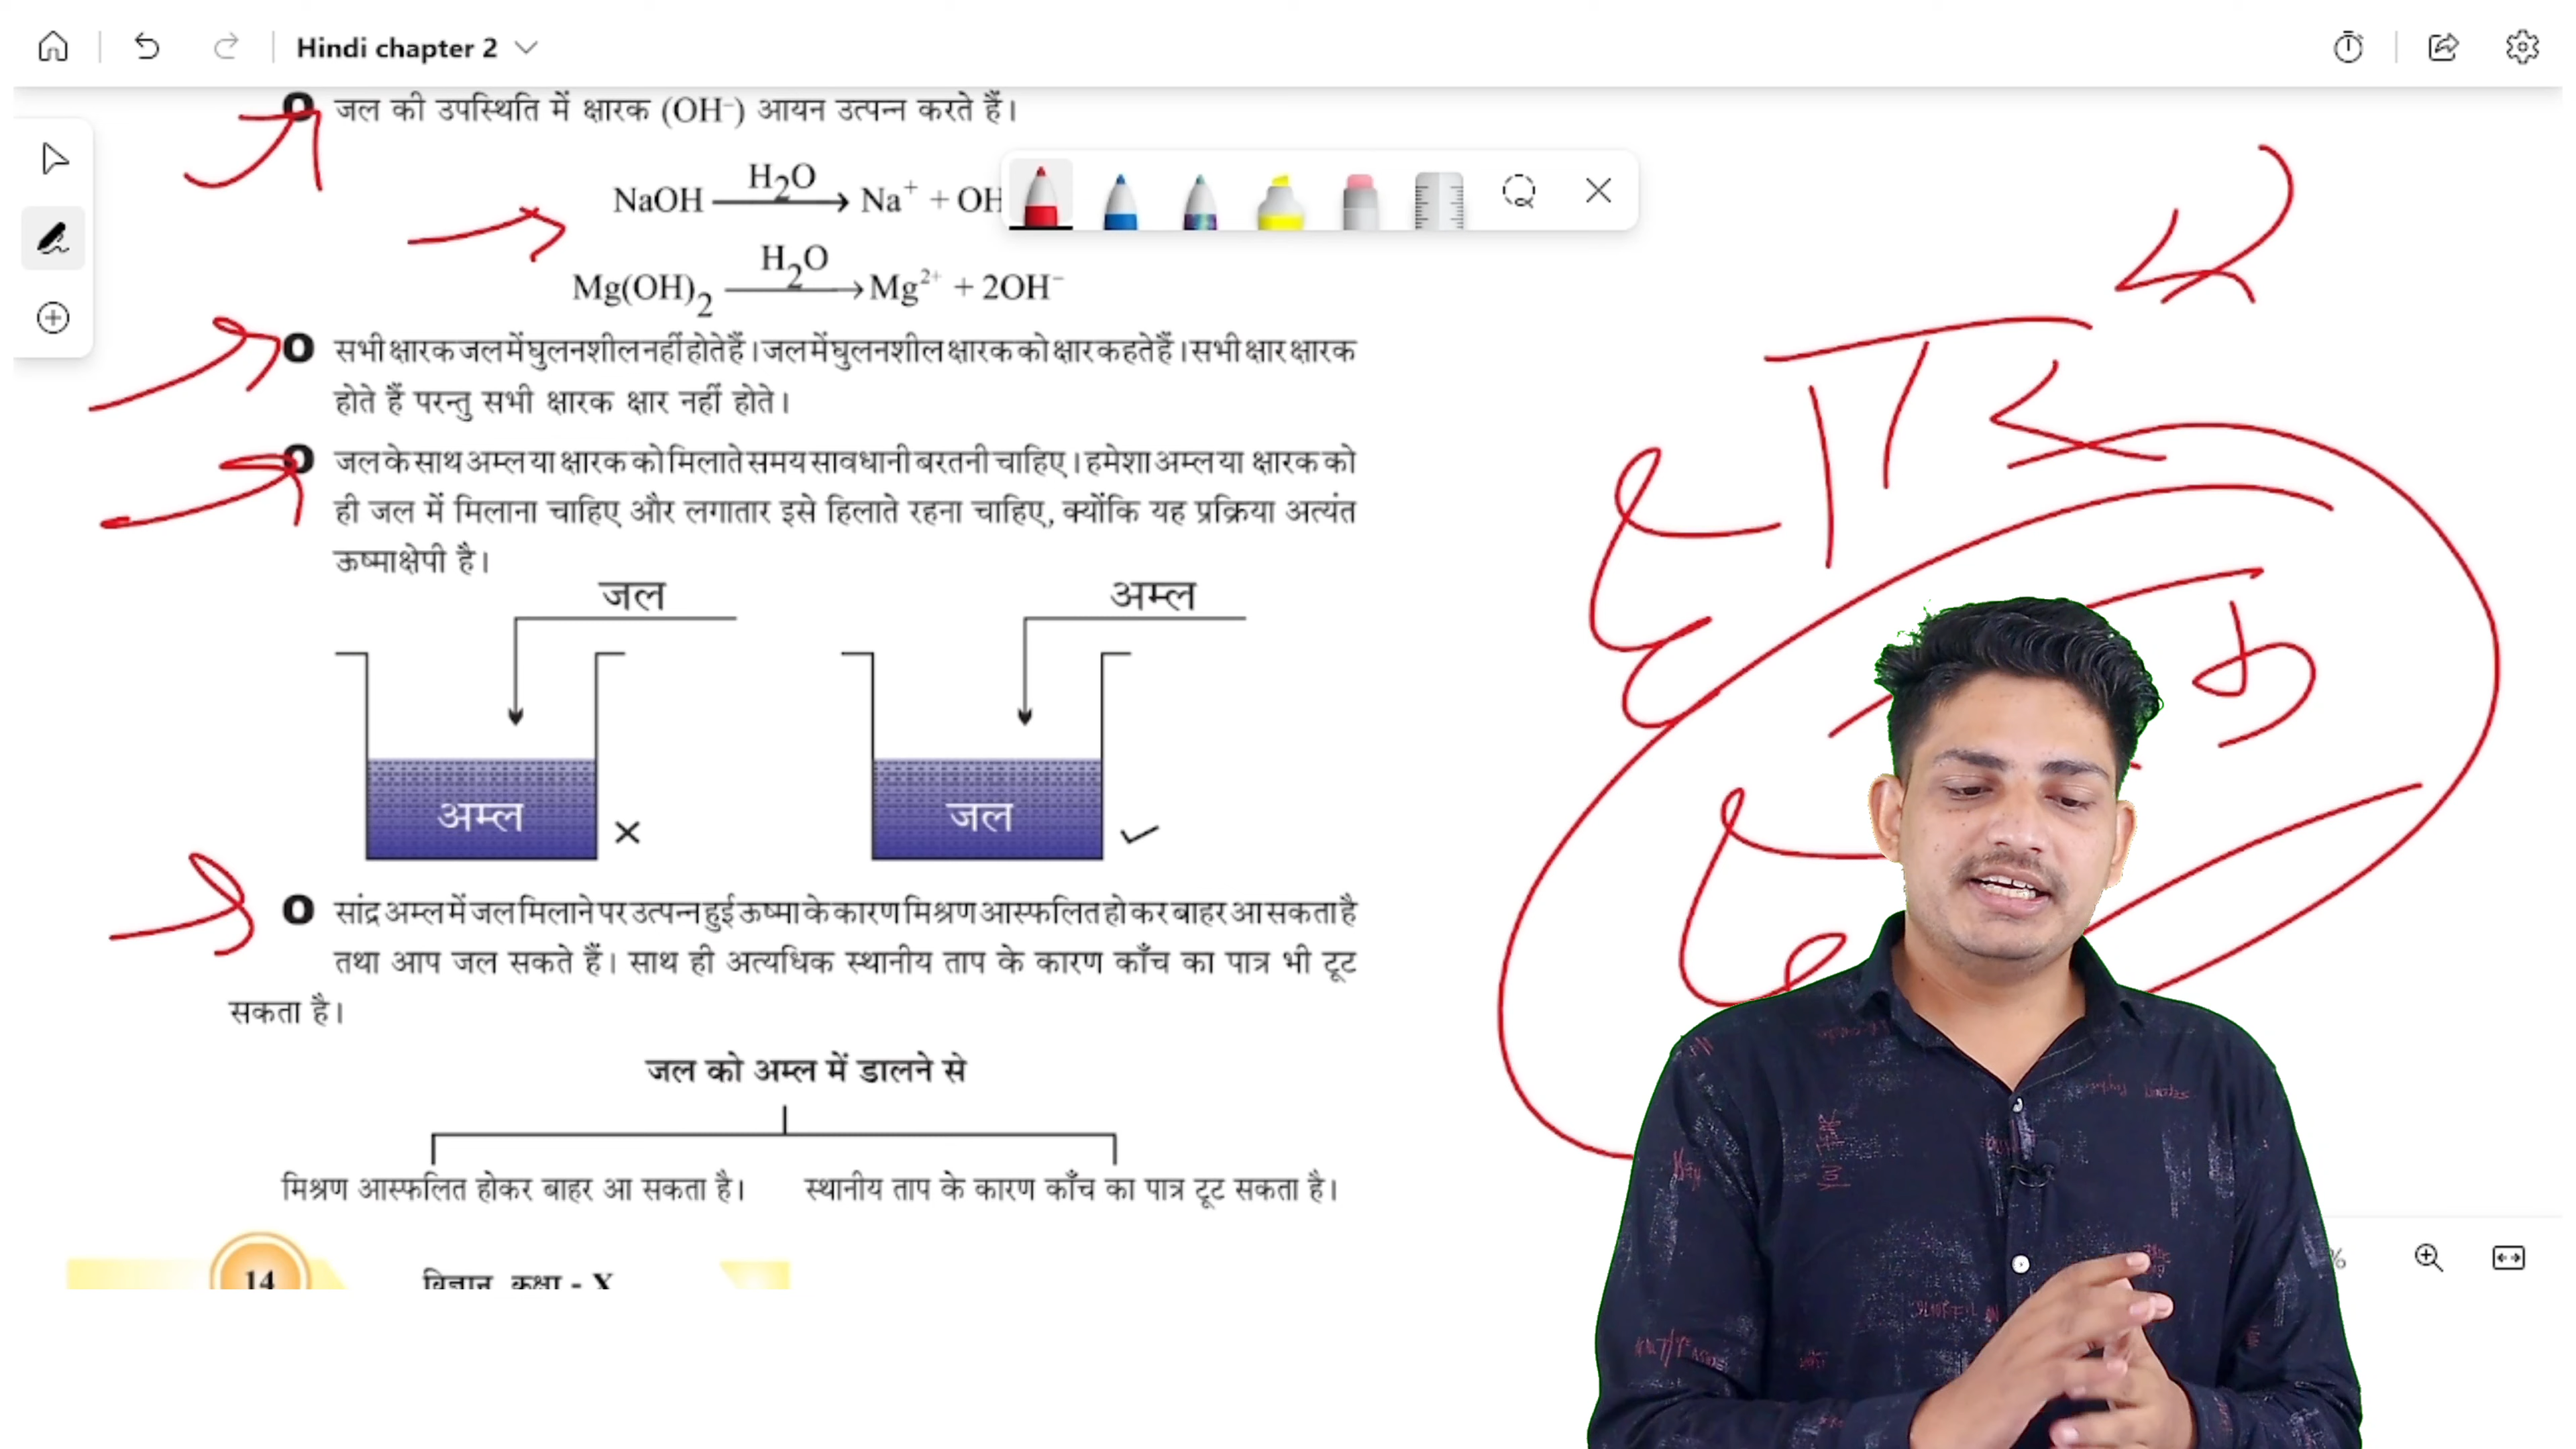 Hindi chapter 2
जल की उपस्थिति में क्षारक (OH⁻) आयन उत्पन्न करते हैं।
NaOH —H₂O→ Na⁺ + OH
Mg(OH)₂ —H₂O→ Mg²⁺ + 2OH⁻
सभी क्षारक जल में घुलनशील नहीं होते हैं। जल में घुलनशील क्षारक को क्षार कहते हैं। सभी क्षार क्षारक
होते हैं परन्तु सभी क्षारक क्षार नहीं होते।
जल के साथ अम्ल या क्षारक को मिलाते समय सावधानी बरतनी चाहिए। हमेशा अम्ल या क्षारक को
ही जल में मिलाना चाहिए और लगातार इसे हिलाते रहना चाहिए, क्योंकि यह प्रक्रिया अत्यंत
ऊष्माक्षेपी है।
जल अम्ल
अम्ल × जल ✓
सांद्र अम्ल में जल मिलाने पर उत्पन्न हुई ऊष्मा के कारण मिश्रण आस्फलित होकर बाहर आ सकता है
तथा आप जल सकते हैं। साथ ही अत्यधिक स्थानीय ताप के कारण काँच का पात्र भी टूट
सकता है।
जल को अम्ल में डालने से
मिश्रण आस्फलित होकर बाहर आ सकता है। स्थानीय ताप के कारण काँच का पात्र टूट सकता है।
14 विज्ञान, कक्षा - X
%